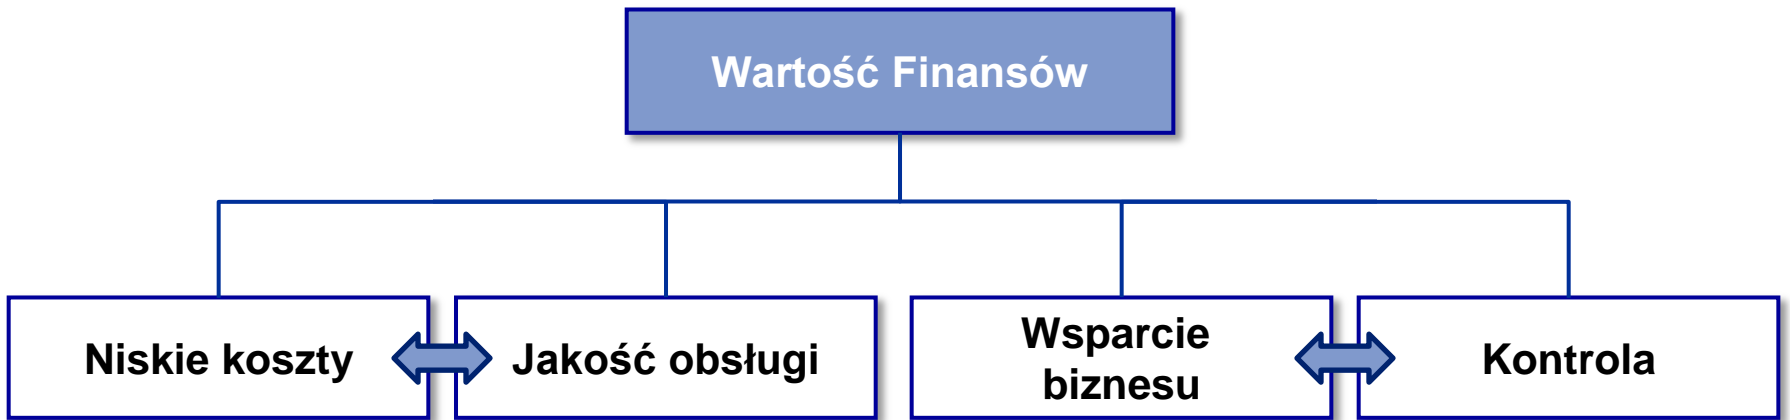 Wartość Finansów
Niskie koszty
Jakość obsługi
Wsparcie
biznesu
Kontrola